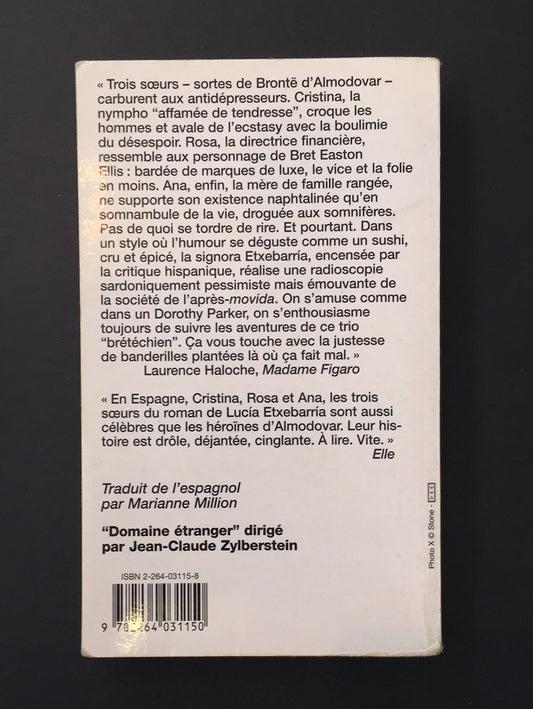 « Trois sœurs – sortes de Brontë d'Almodovar –
carburent aux antidépresseurs. Cristina, la
nympho “affamée de tendresse”, croque les
hommes et avale de l'ecstasy avec la boulimie
du désespoir. Rosa, la directrice financière,
ressemble aux personnage de Bret Easton
Ellis : bardée de marques de luxe, le vice et la folie
en moins. Ana, enfin, la mère de famille rangée,
ne supporte son existence naphtalinée qu'en
somnambule de la vie, droguée aux somnifères.
Pas de quoi se tordre de rire. Et pourtant. Dans
un style où l'humour se déguste comme un sushi,
cru et épicé, la signora Etxebarría, encensée par
la critique hispanique, réalise une radioscopie
sardoniquement pessimiste mais émouvante de
la société de l'après-movida. On s'amuse comme
dans un Dorothy Parker, on s'enthousiasme
toujours de suivre les aventures de ce trio
“brétéchien”. Ça vous touche avec la justesse
de banderilles plantées là où ça fait mal. »
Laurence Haloche, Madame Figaro
« En Espagne, Cristina, Rosa et Ana, les trois
sœurs du roman de Lucía Etxebarría sont aussi
célèbres que les héroïnes d'Almodovar. Leur his-
toire est drôle, déjantée, cinglante. À lire. Vite. »
Elle
Traduit de l'espagnol
par Marianne Million
“Domaine étranger” dirigé
par Jean-Claude Zylberstein
Photo X © Stone -
ISBN 2-264-03115-8
9 782264 031150